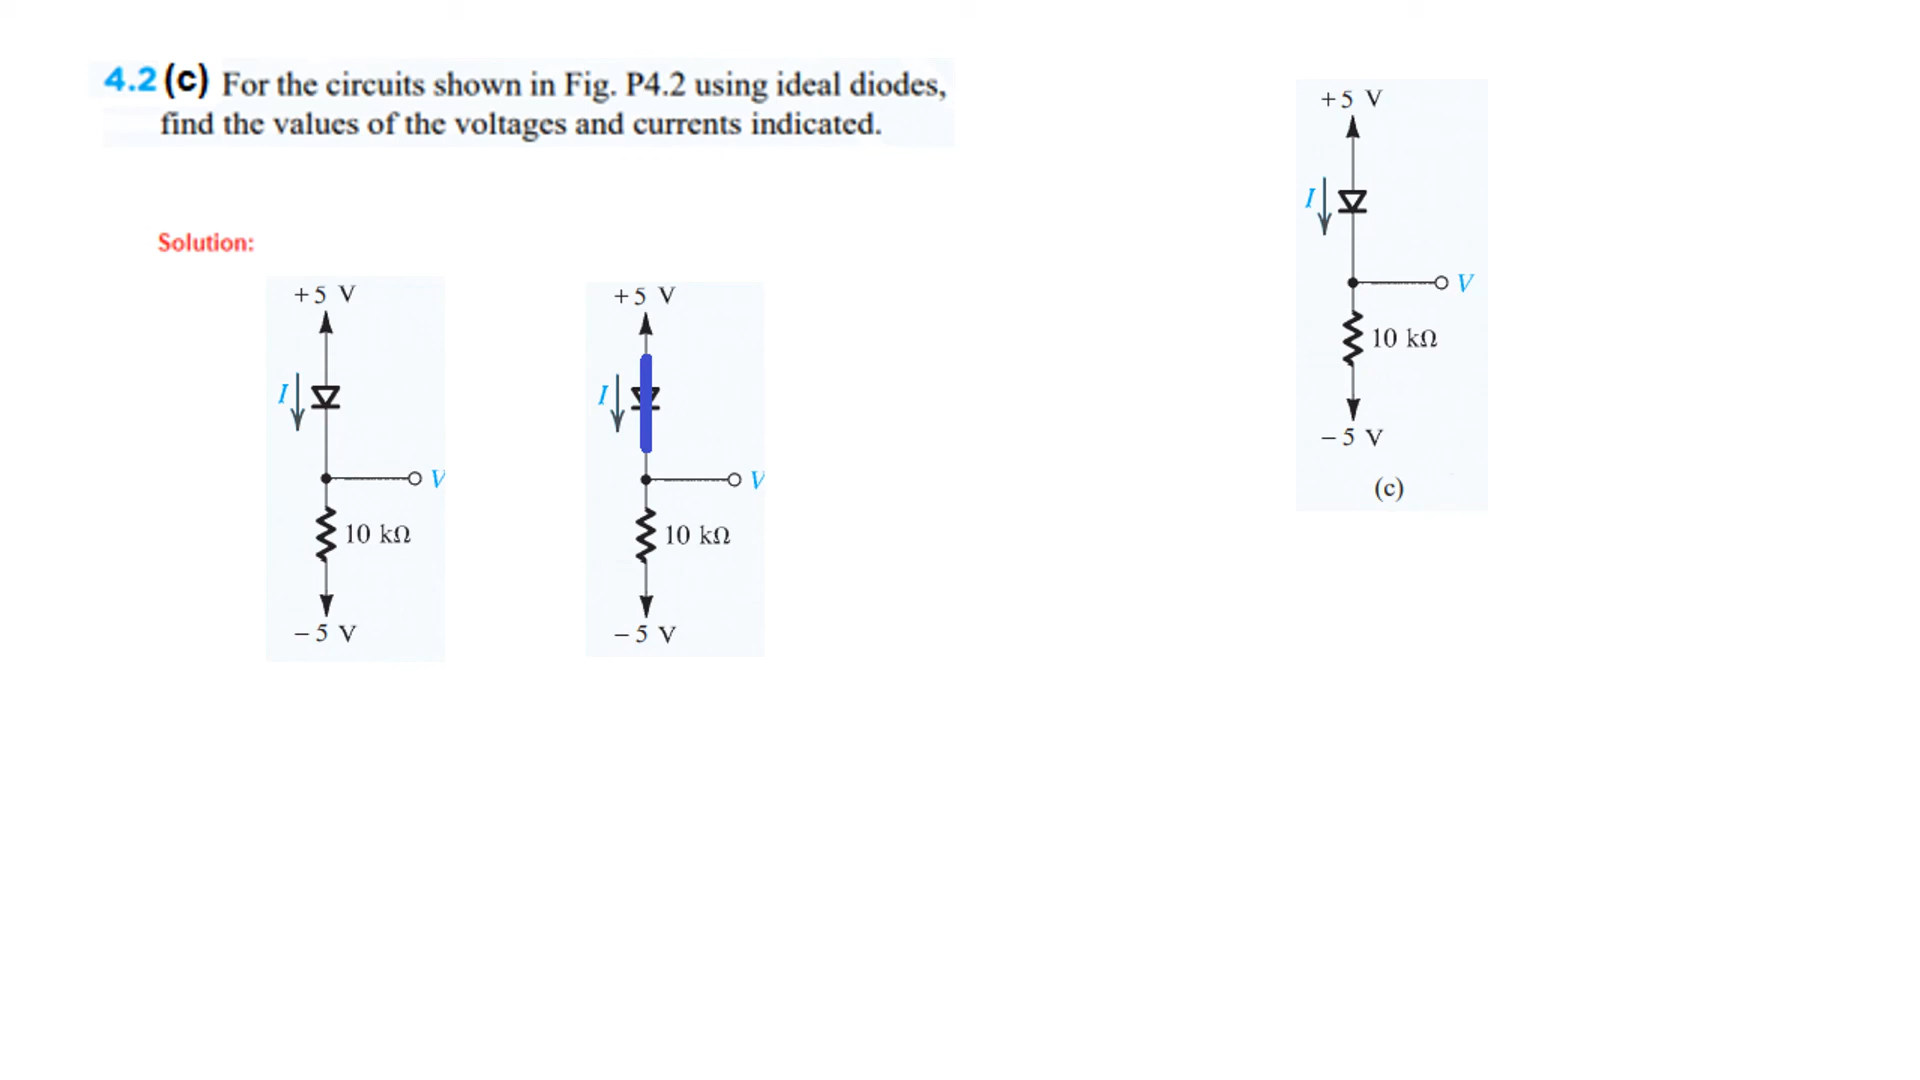 4.2 (c) For the circuits shown in Fig. P4.2 using ideal diodes,
find the values of the voltages and currents indicated.
Solution:
+5 V
I
V
10 kΩ
−5 V
+5 V
I
V
10 kΩ
−5 V
+5 V
I
V
10 kΩ
−5 V
(c)